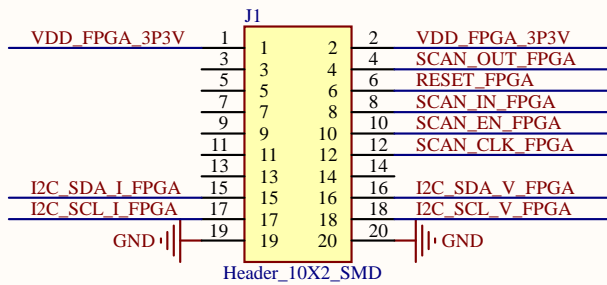 J1
VDD_FPGA_3P3V 1 1 2 2 VDD_FPGA_3P3V
3 3 4 4 SCAN_OUT_FPGA
5 5 6 6 RESET_FPGA
7 7 8 8 SCAN_IN_FPGA
9 9 10 10 SCAN_EN_FPGA
11 11 12 12 SCAN_CLK_FPGA
13 13 14 14
I2C_SDA_I_FPGA 15 15 16 16 I2C_SDA_V_FPGA
I2C_SCL_I_FPGA 17 17 18 18 I2C_SCL_V_FPGA
GND 19 19 20 20 GND
Header_10X2_SMD